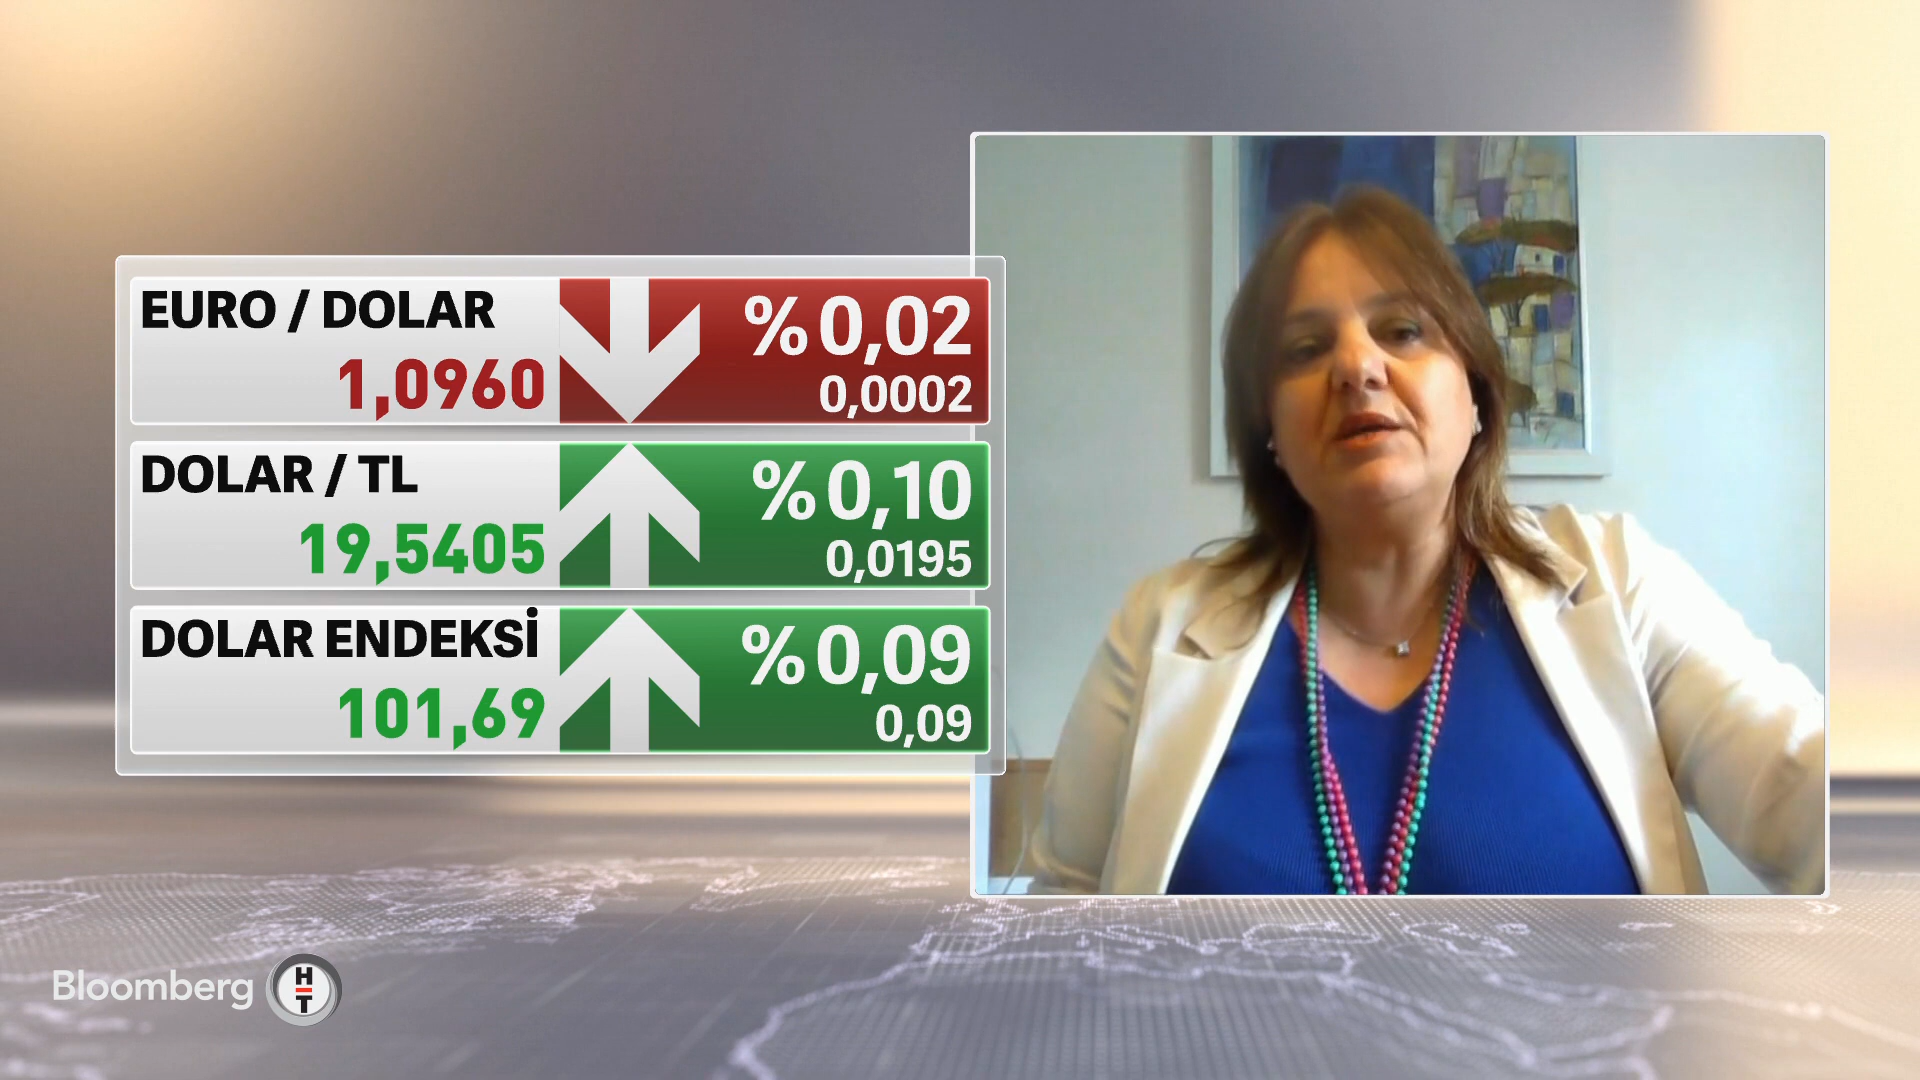 EURO / DOLAR
1,0960
%0,02
0,0002
DOLAR / TL
19,5405
%0,10
0,0195
DOLAR ENDEKSİ
101,69
%0,09
0,09
Bloomberg HT